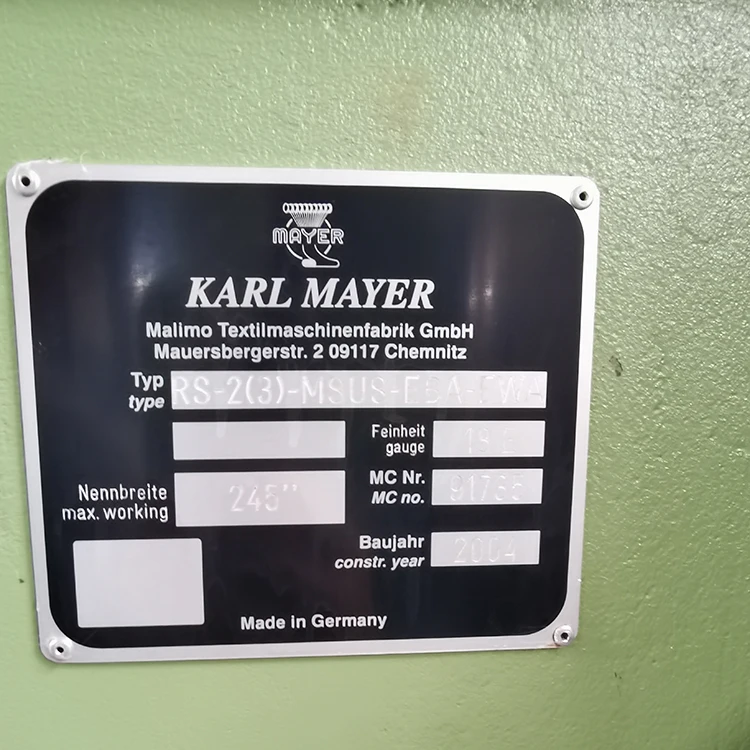 MAYER
KARL MAYER
Malimo Textilmaschinenfabrik GmbH
Mauersbergerstr. 2 09117 Chemnitz
Typ RS-2(3)-MSUS-EBA-EWA
type
Feinheit
gauge
Nennbreite 245"
max. working
MC Nr.
MC no.
Baujahr 2004
constr. year
Made in Germany